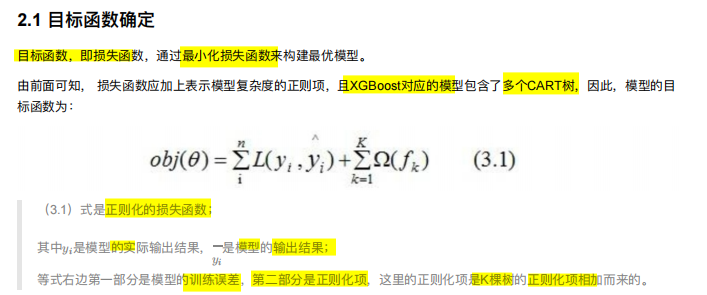 2.1 目标函数确定
目标函数，即损失函数，通过最小化损失函数来构建最优模型。
由前面可知， 损失函数应加上表示模型复杂度的正则项，且XGBoost对应的模型包含了多个CART树，因此，模型的目
标函数为：
obj(θ) = ∑_{i}^{n} L(y_i , ŷ_i) + ∑_{k=1}^{K} Ω(f_k) (3.1)
（3.1）式是正则化的损失函数；
其中y_i是模型的实际输出结果，—y_i是模型的输出结果；
等式右边第一部分是模型的训练误差，第二部分是正则化项，这里的正则化项是K棵树的正则化项相加而来的。